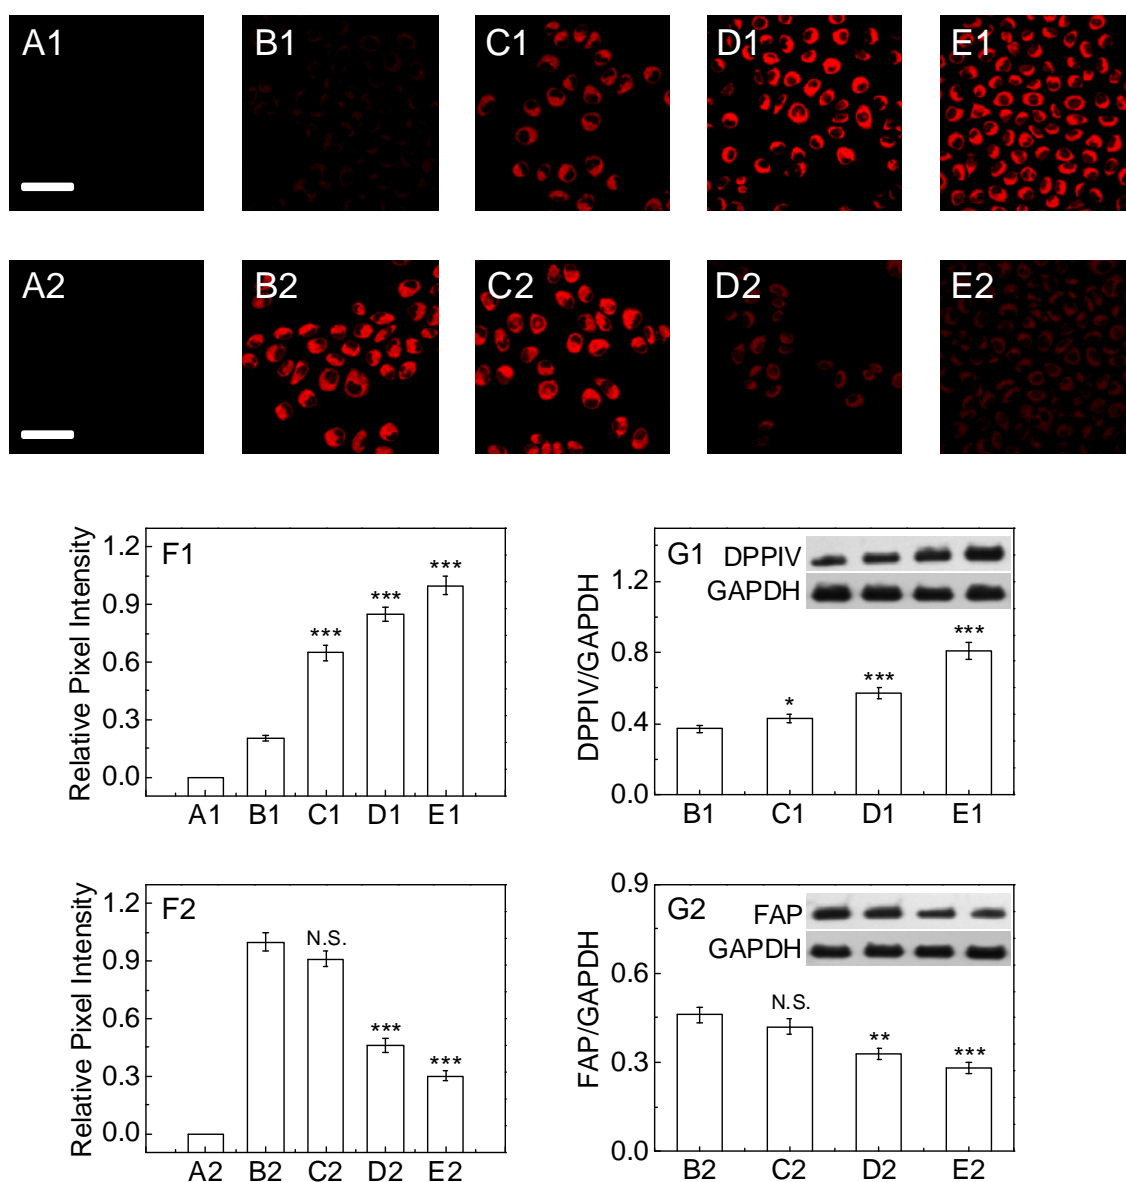 A1 B1 C1 D1 E1
A2 B2 C2 D2 E2
F1
Relative Pixel Intensity
1.2
0.9
0.6
0.3
0.0
***
***
***
A1 B1 C1 D1 E1
G1
DPPIV
GAPDH
DPPIV/GAPDH
1.2
0.8
0.4
0.0
*
***
***
B1 C1 D1 E1
F2
Relative Pixel Intensity
1.2
0.9
0.6
0.3
0.0
N.S.
***
***
A2 B2 C2 D2 E2
G2
FAP
GAPDH
FAP/GAPDH
0.9
0.6
0.3
0.0
N.S.
**
***
B2 C2 D2 E2